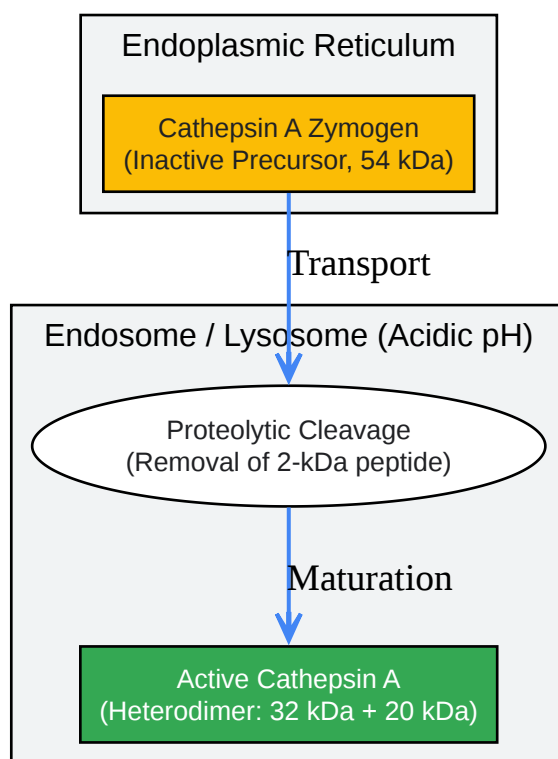 Endoplasmic Reticulum
Cathepsin A Zymogen
(Inactive Precursor, 54 kDa)
Transport
Endosome / Lysosome (Acidic pH)
Proteolytic Cleavage
(Removal of 2-kDa peptide)
Maturation
Active Cathepsin A
(Heterodimer: 32 kDa + 20 kDa)